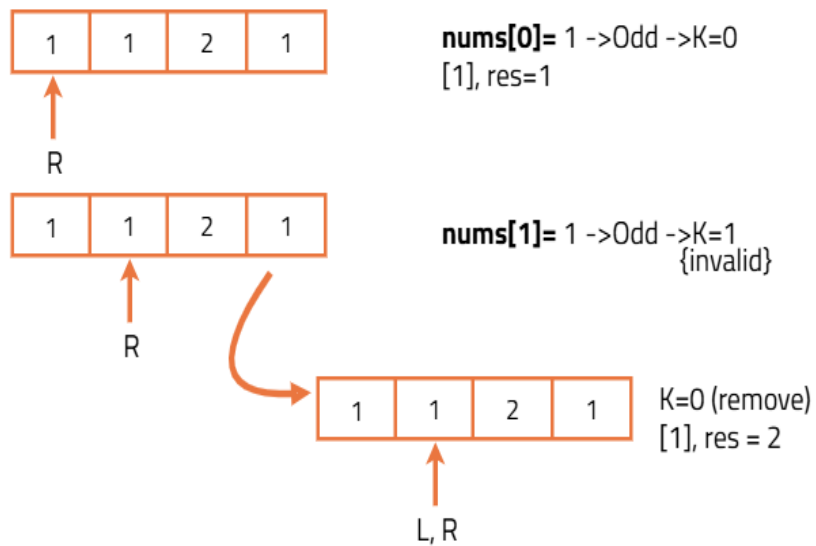 1 1 2 1
nums[0]= 1 ->Odd ->K=0
[1], res=1
R
1 1 2 1
nums[1]= 1 ->Odd ->K=1
{invalid}
R
1 1 2 1
K=0 (remove)
[1], res = 2
L, R